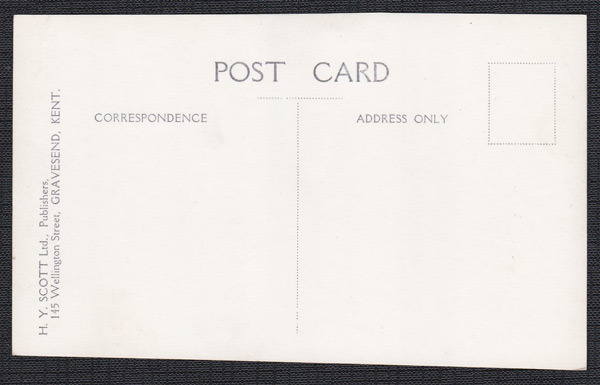 POST CARD
CORRESPONDENCE
ADDRESS ONLY
H. Y. SCOTT Ltd., Publishers,
145 Wellington Street, GRAVESEND, KENT.